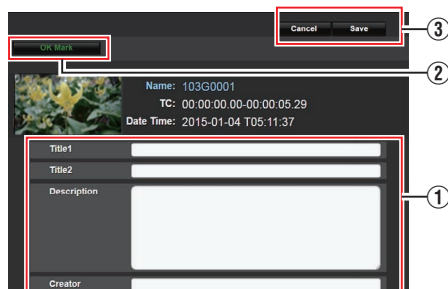 Cancel Save
③
OK Mark
②
Name: 103G0001
TC: 00:00:00.00-00:00:05.29
Date Time: 2015-01-04 T05:11:37
Title1
Title2
Description
①
Creator